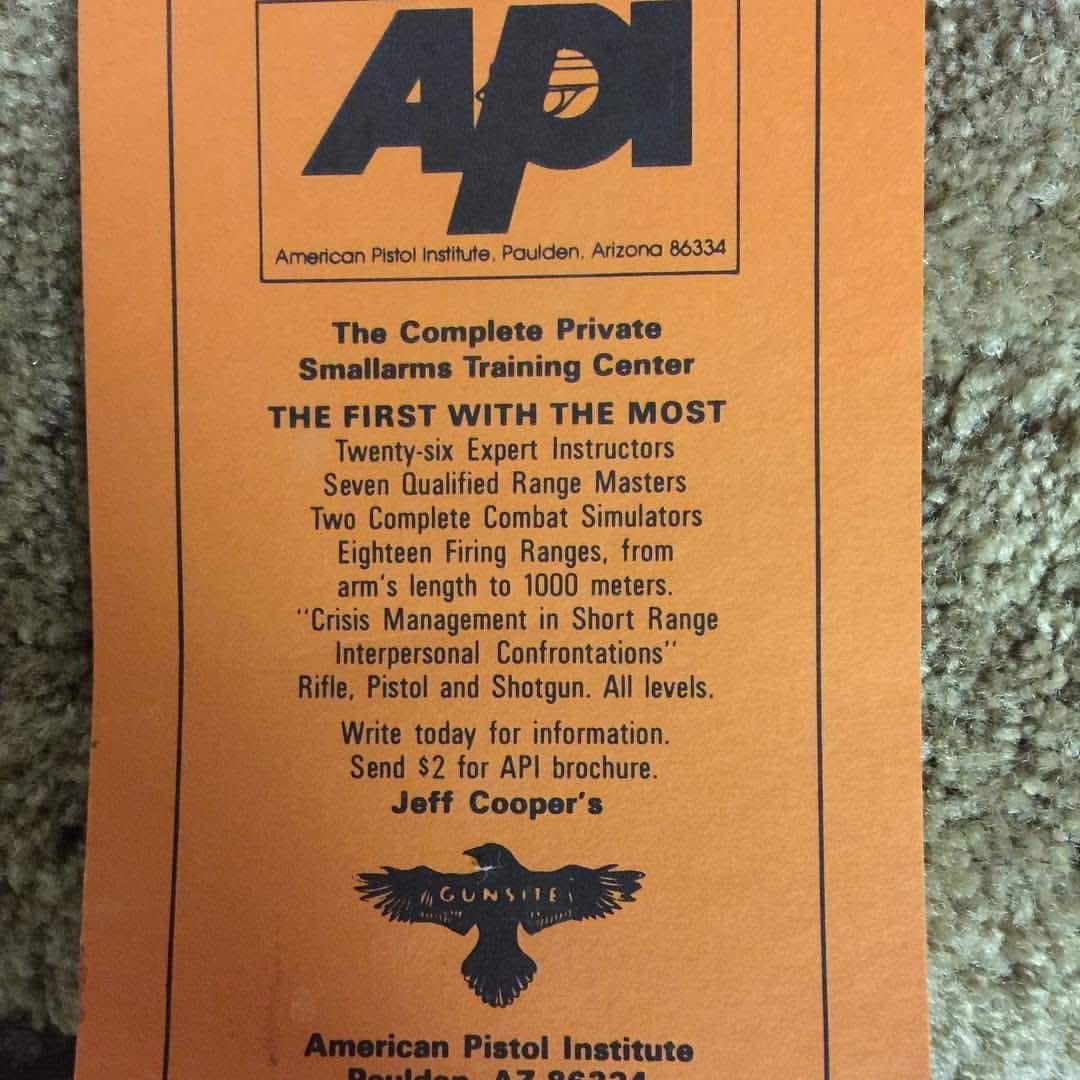 API
American Pistol Institute, Paulden, Arizona 86334
The Complete Private
Smallarms Training Center
THE FIRST WITH THE MOST
Twenty-six Expert Instructors
Seven Qualified Range Masters
Two Complete Combat Simulators
Eighteen Firing Ranges, from
arm's length to 1000 meters.
"Crisis Management in Short Range
Interpersonal Confrontations"
Rifle, Pistol and Shotgun. All levels.
Write today for information.
Send $2 for API brochure.
Jeff Cooper's
GUNSITE
American Pistol Institute
Paulden, AZ 86334